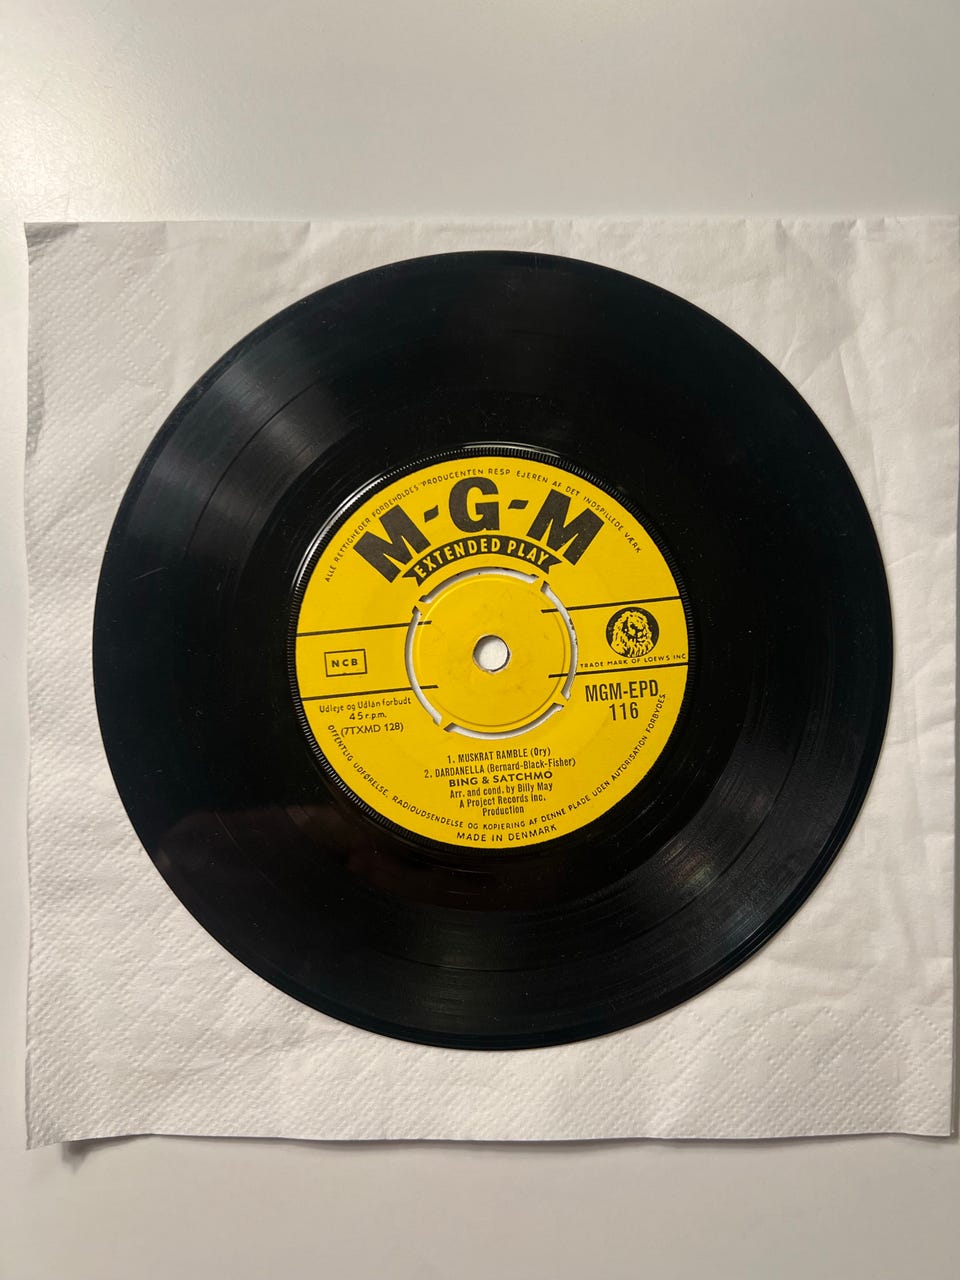 ALLE RETTIGHEDER FORBEHOLDES PRODUCENTEN RESP EJEREN AF DET INDSPILLEDE VÆRK
M-G-M
EXTENDED PLAY
NCB
TRADE MARK OF LOEWS INC
Udleje og Udlån forbudt
45 r.p.m.
(7TXMD 128)
MGM-EPD
116
1. MUSKRAT RAMBLE (Ory)
2. DARDANELLA (Bernard-Black-Fisher)
BING & SATCHMO
Arr. and cond. by Billy May
A Project Records Inc.
Production
OFFENTLIG UDFØRELSE, RADIOUDSENDELSE OG KOPIERING AF DENNE PLADE UDEN AUTORISATION FORBYDES
MADE IN DENMARK